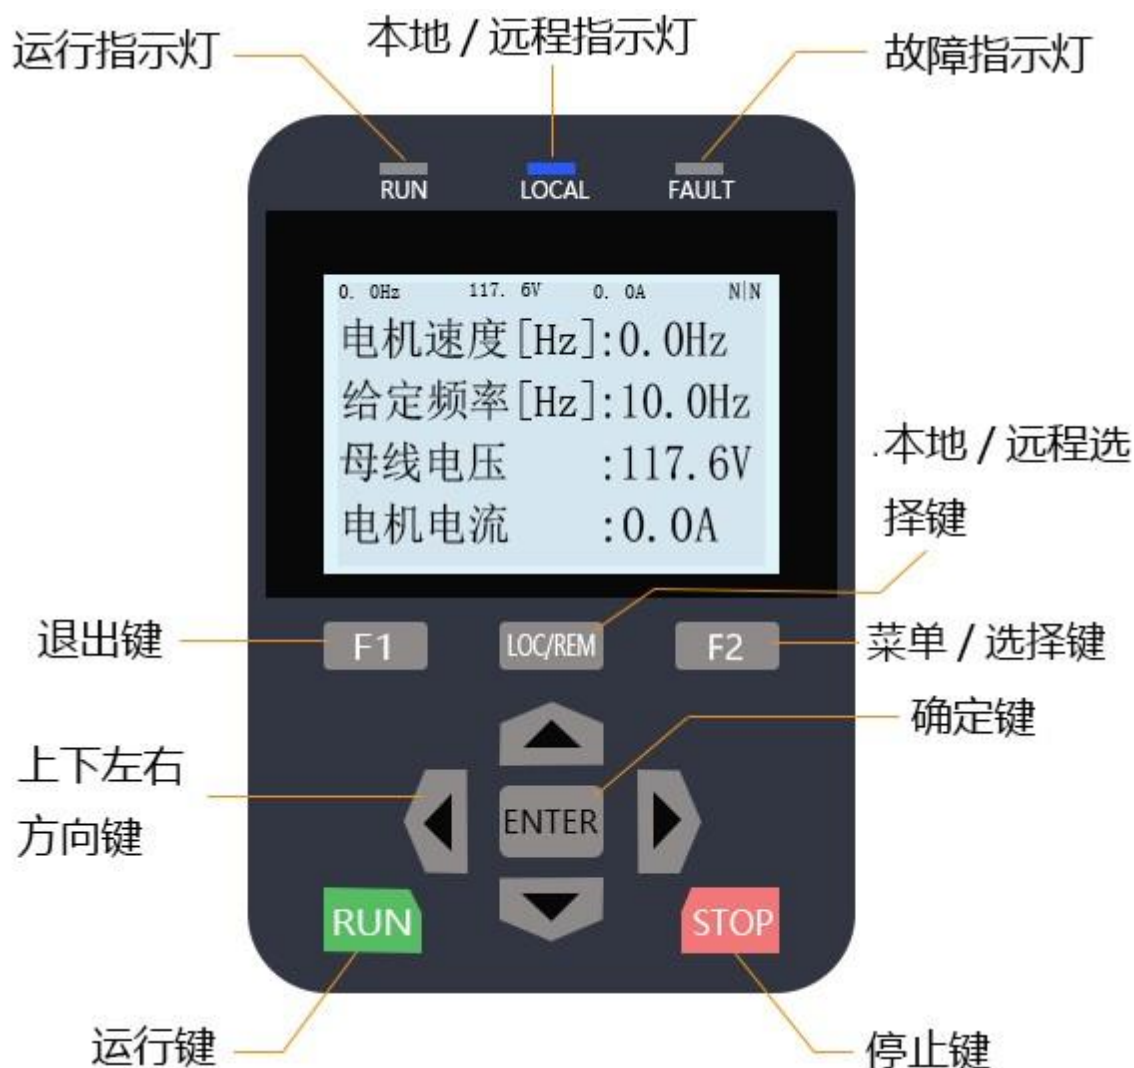 运行指示灯
本地 / 远程指示灯
故障指示灯
RUN
LOCAL
FAULT
0. 0Hz 117. 6V 0. 0A N|N
电机速度[Hz]:0.0Hz
给定频率[Hz]:10.0Hz
母线电压 :117.6V
电机电流 :0.0A
.本地 / 远程选
择键
退出键
F1
LOC/REM
F2
菜单 / 选择键
确定键
上下左右
方向键
ENTER
RUN
STOP
运行键
停止键